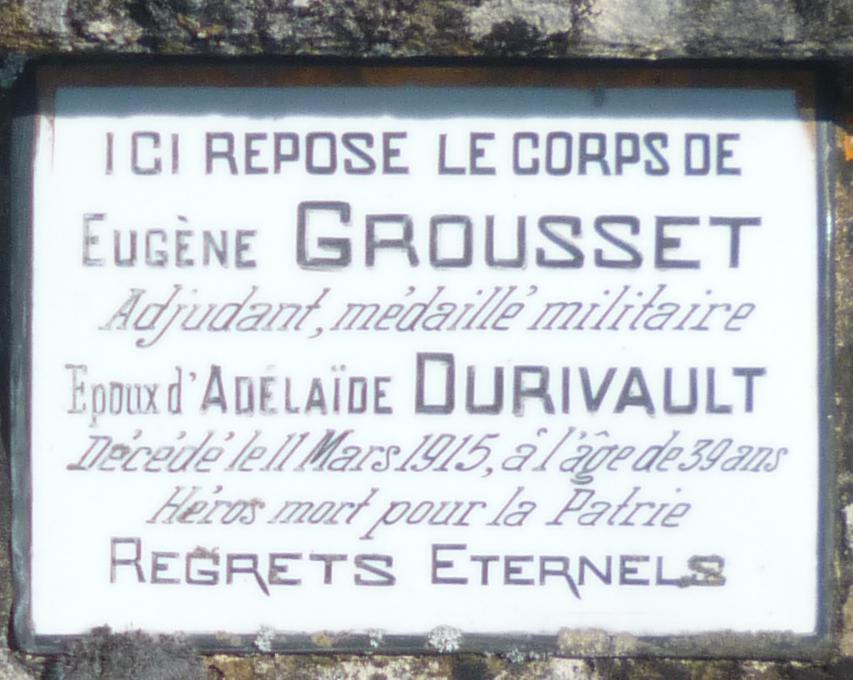 ICI REPOSE LE CORPS DE
EUGÈNE GROUSSET
Adjudant, médaillé militaire
Epoux d'ADÉLAÏDE DURIVAULT
Décédé le 11 Mars 1915, à l'âge de 39 ans
Héros mort pour la Patrie
REGRETS ETERNELS